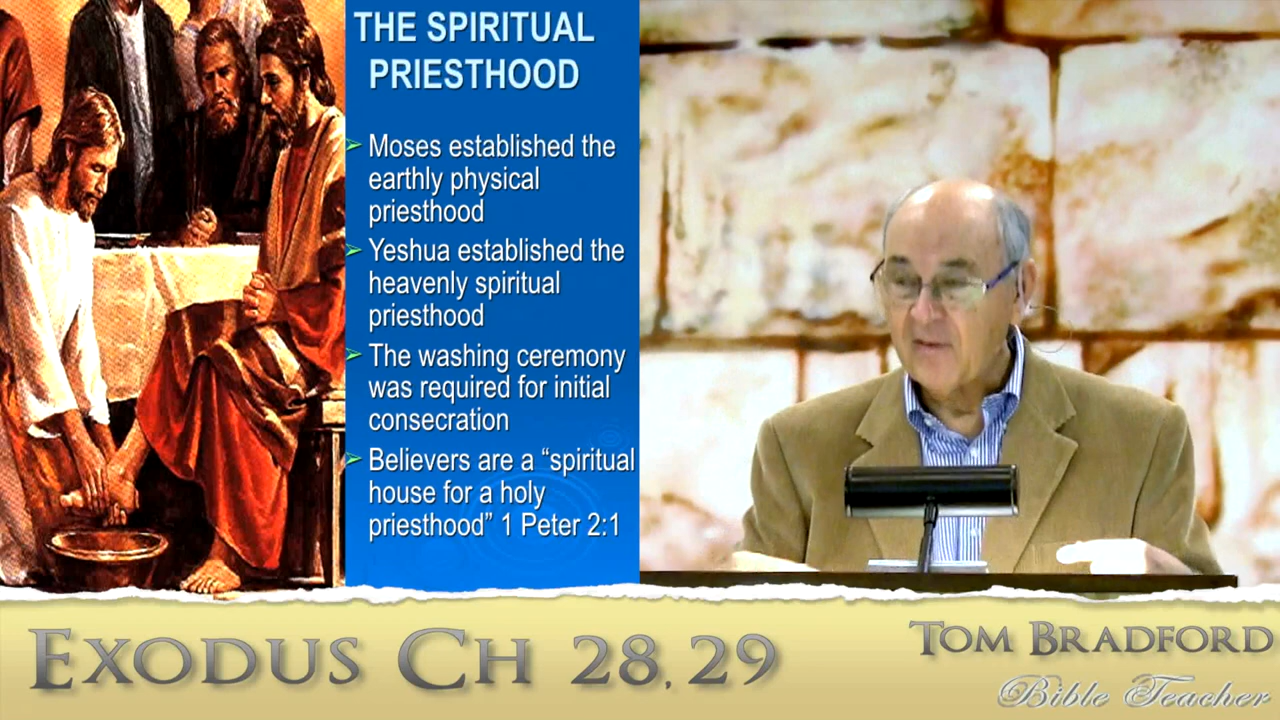 THE SPIRITUAL
PRIESTHOOD
Moses established the
earthly physical
priesthood
Yeshua established the
heavenly spiritual
priesthood
The washing ceremony
was required for initial
consecration
Believers are a “spiritual
house for a holy
priesthood” 1 Peter 2:1
EXODUS CH 28, 29
TOM BRADFORD
Bible Teacher